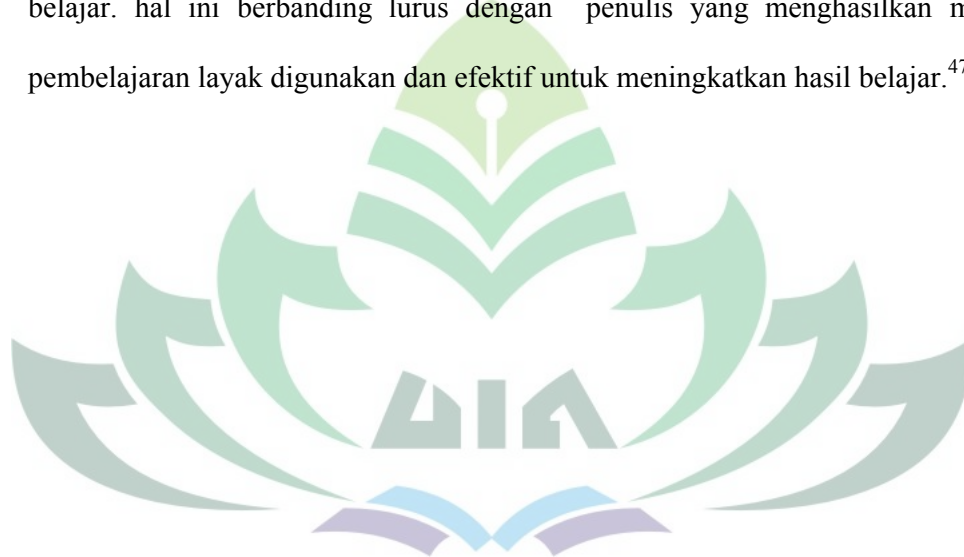 belajar. hal ini berbanding lurus dengan penulis yang menghasilkan
pembelajaran layak digunakan dan efektif untuk meningkatkan hasil belajar.47
UIN